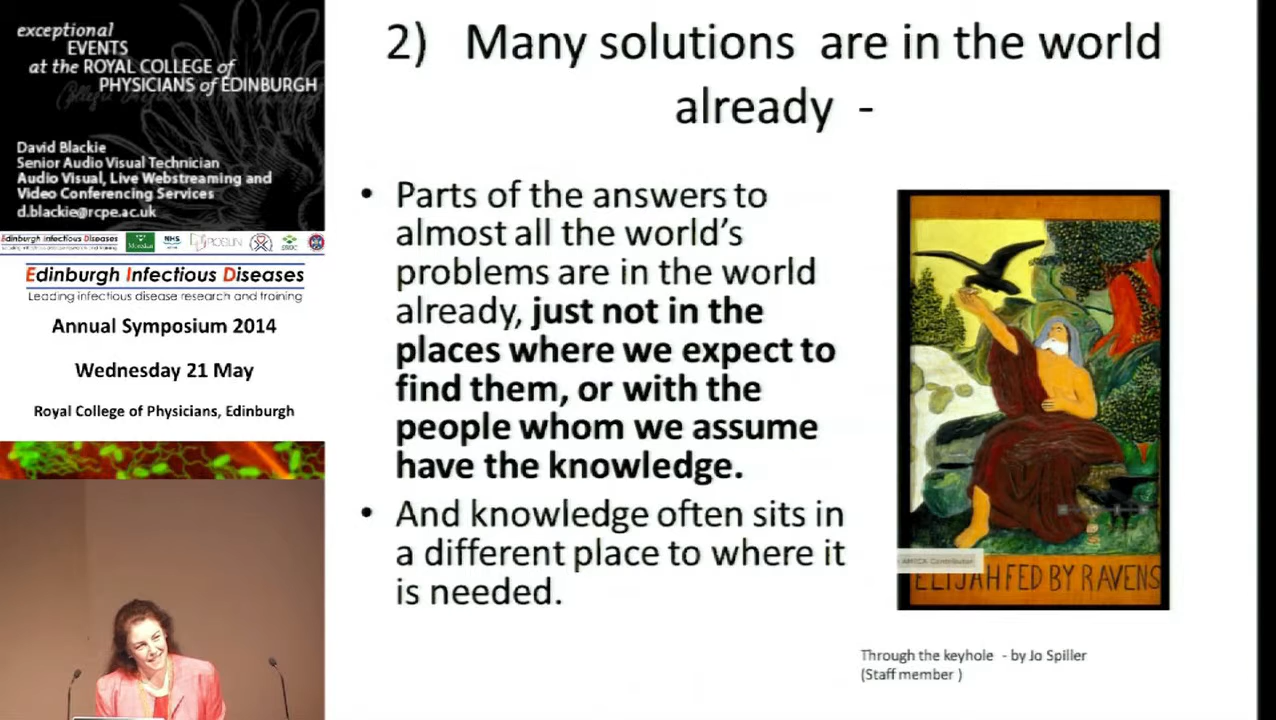 exceptional
EVENTS
at the ROYAL COLLEGE of
PHYSICIANS of EDINBURGH
David Blackie
Senior Audio Visual Technician
Audio Visual, Live Webstreaming and
Video Conferencing Services
d.blackie@rcpe.ac.uk
Edinburgh Infectious Diseases
NHS
ROSLIN
Edinburgh Infectious Diseases
Leading infectious disease research and training
Annual Symposium 2014
Wednesday 21 May
Royal College of Physicians, Edinburgh
2) Many solutions are in the world
already -
• Parts of the answers to
almost all the world's
problems are in the world
already, just not in the
places where we expect to
find them, or with the
people whom we assume
have the knowledge.
• And knowledge often sits in
a different place to where it
is needed.
Contributor
ELIJAH FED BY RAVENS
Through the keyhole - by Jo Spiller
(Staff member )